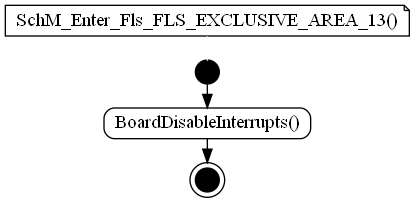 SchM_Enter_Fls_FLS_EXCLUSIVE_AREA_13()
BoardDisableInterrupts()